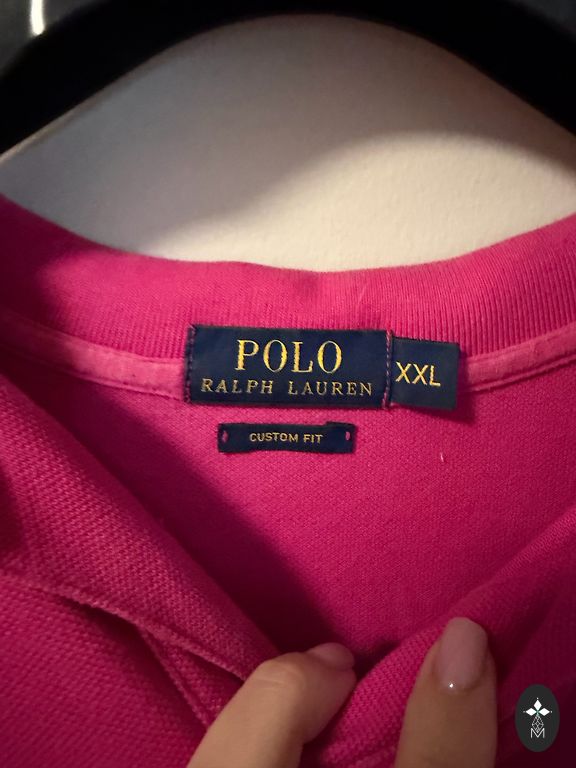 POLO
RALPH LAUREN
XXL
CUSTOM FIT
M